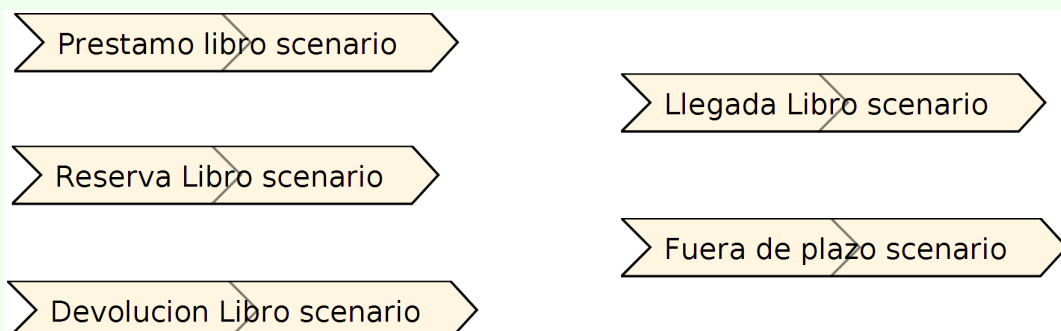 Prestamo libro scenario
Llegada Libro scenario
Reserva Libro scenario
Fuera de plazo scenario
Devolucion Libro scenario